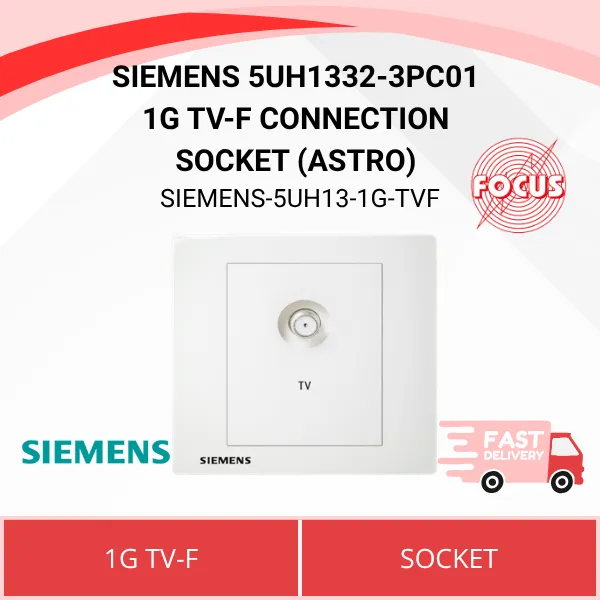 SIEMENS 5UH1332-3PC01
1G TV-F CONNECTION
SOCKET (ASTRO)
SIEMENS-5UH13-1G-TVF
FOCUS
TV
SIEMENS
SIEMENS
FAST
DELIVERY
1G TV-F
SOCKET